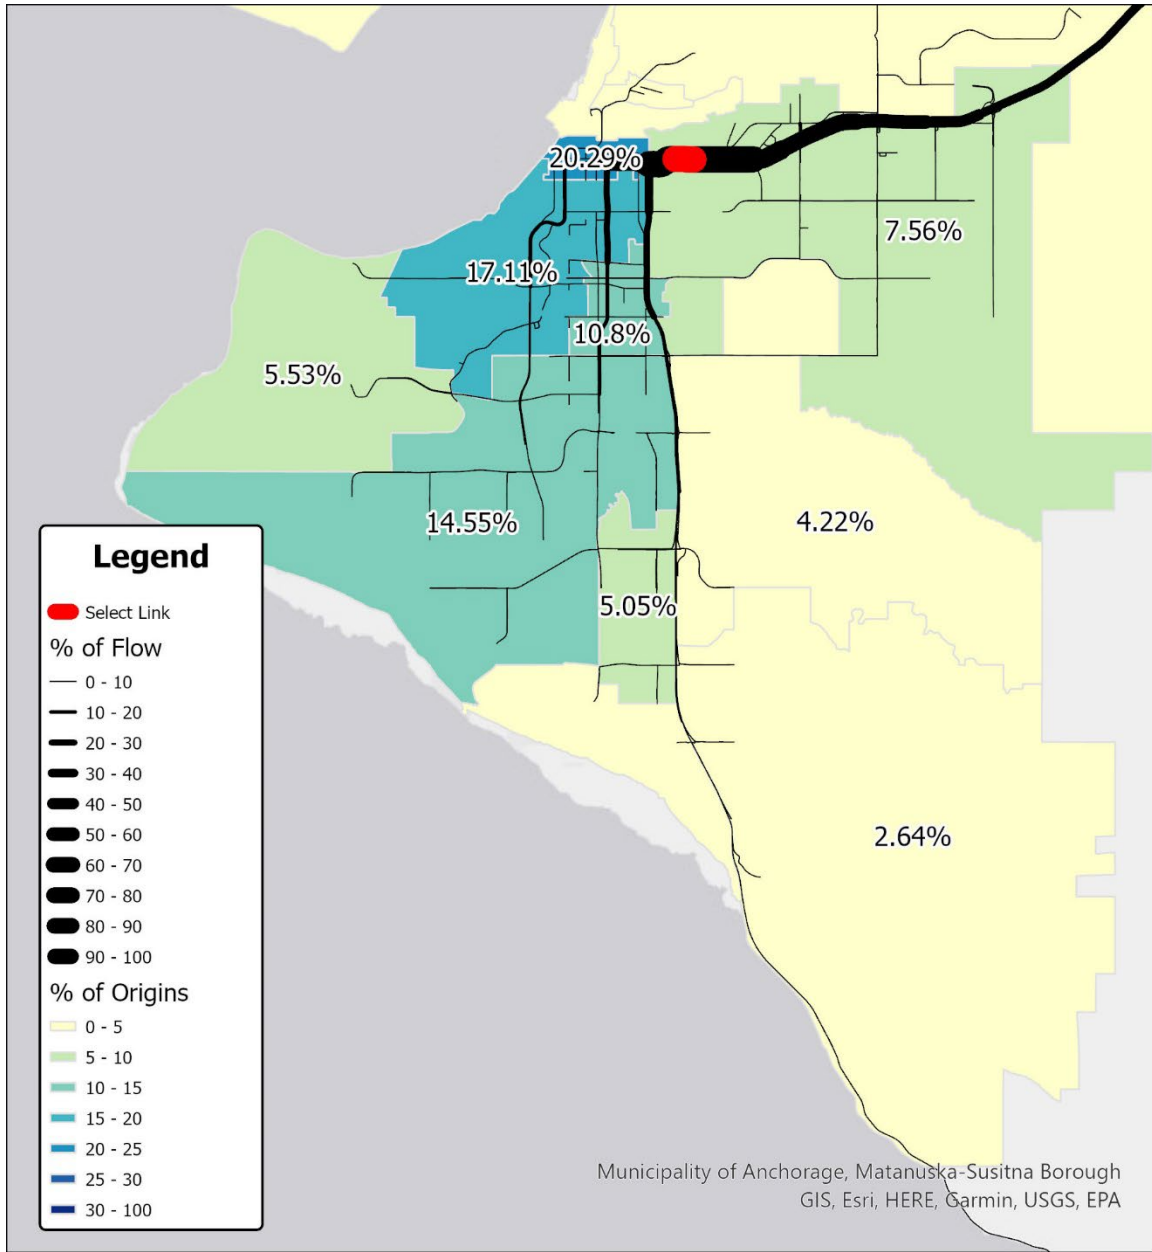 20.29%
7.56%
17.11%
10.8%
5.53%
14.55%
4.22%
5.05%
2.64%
Legend
Select Link
% of Flow
0 - 10
10 - 20
20 - 30
30 - 40
40 - 50
50 - 60
60 - 70
70 - 80
80 - 90
90 - 100
% of Origins
0 - 5
5 - 10
10 - 15
15 - 20
20 - 25
25 - 30
30 - 100
Municipality of Anchorage, Matanuska-Susitna Borough
GIS, Esri, HERE, Garmin, USGS, EPA